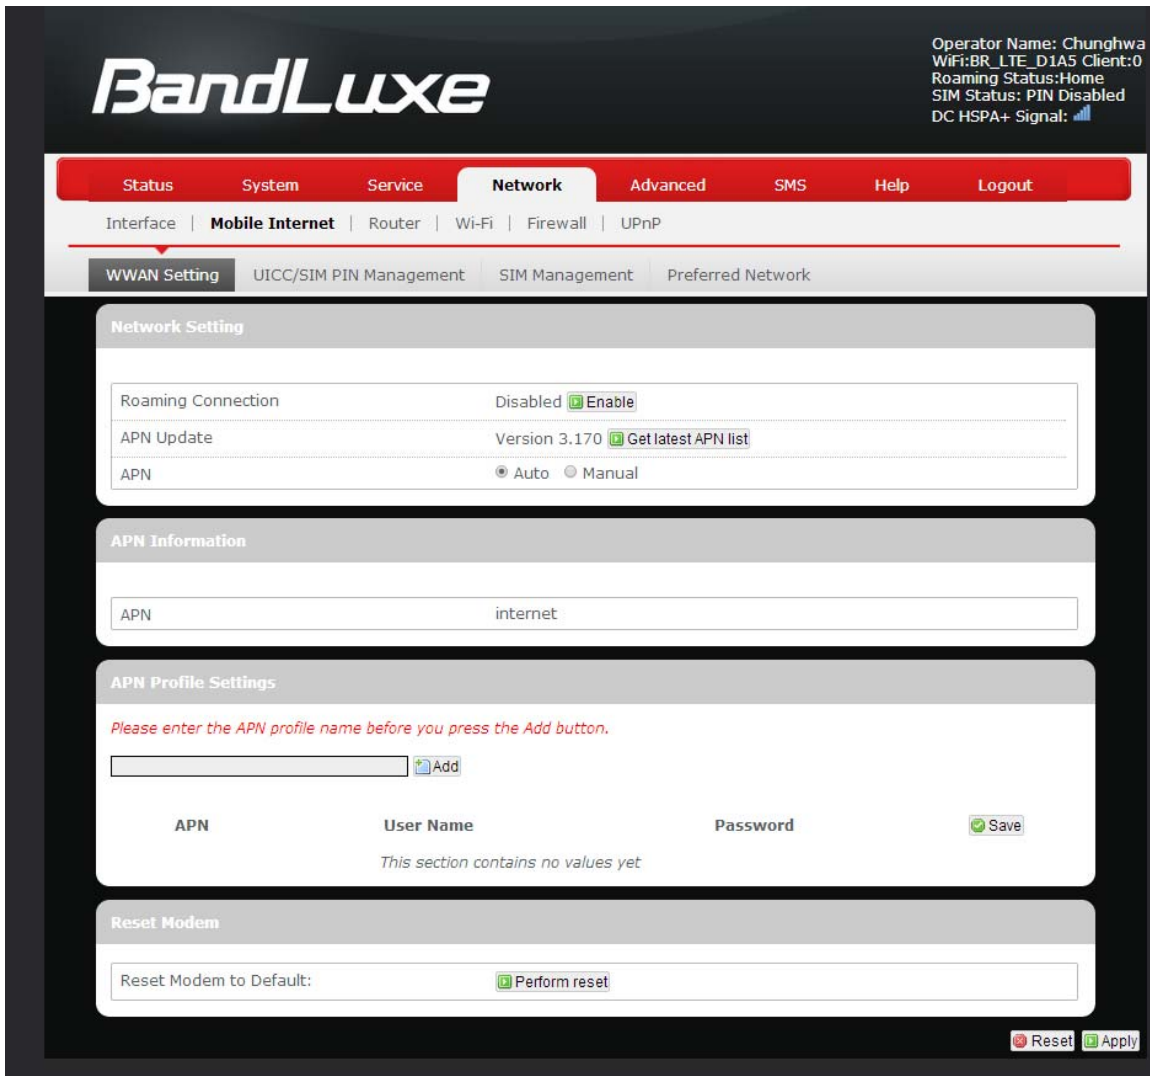 BandLuxe
Operator Name: Chunghwa
WiFi:BR_LTE_D1A5 Client:0
Roaming Status:Home
SIM Status: PIN Disabled
DC HSPA+ Signal:
Status System Service Network Advanced SMS Help Logout
Interface | Mobile Internet | Router | Wi-Fi | Firewall | UPnP
WWAN Setting UICC/SIM PIN Management SIM Management Preferred Network
Network Setting
Roaming Connection Disabled Enable
APN Update Version 3.170 Get latest APN list
APN Auto Manual
APN Information
APN internet
APN Profile Settings
Please enter the APN profile name before you press the Add button.
Add
APN User Name Password Save
This section contains no values yet
Reset Modem
Reset Modem to Default: Perform reset
Reset Apply